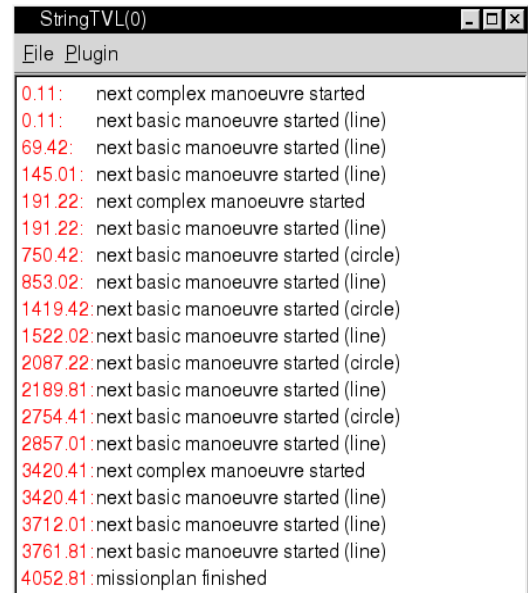 StringTVL(0)
File Plugin
0.11: next complex manoeuvre started
0.11: next basic manoeuvre started (line)
69.42: next basic manoeuvre started (line)
145.01: next basic manoeuvre started (line)
191.22: next complex manoeuvre started
191.22: next basic manoeuvre started (line)
750.42: next basic manoeuvre started (circle)
853.02: next basic manoeuvre started (line)
1419.42: next basic manoeuvre started (circle)
1522.02: next basic manoeuvre started (line)
2087.22: next basic manoeuvre started (circle)
2189.81: next basic manoeuvre started (line)
2754.41: next basic manoeuvre started (circle)
2857.01: next basic manoeuvre started (line)
3420.41: next complex manoeuvre started
3420.41: next basic manoeuvre started (line)
3712.01: next basic manoeuvre started (line)
3761.81: next basic manoeuvre started (line)
4052.81: missionplan finished